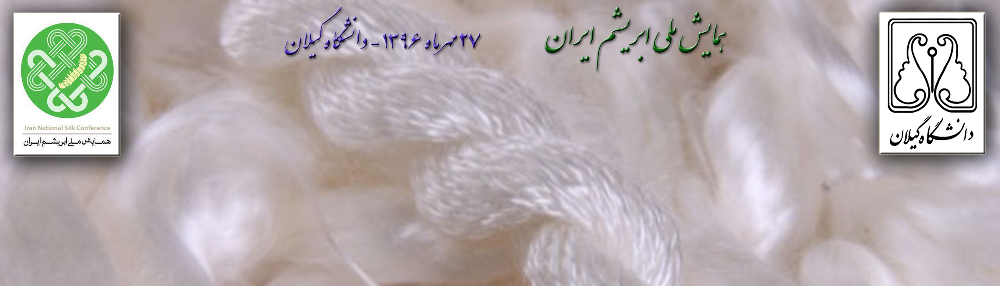 همایش ملی ابریشم ایران
۲۷ مهرماه ۱۳۹۶ - دانشگاه گیلان
دانشگاه گیلان
Iran National Silk Conference
همایش ملی ابریشم ایران